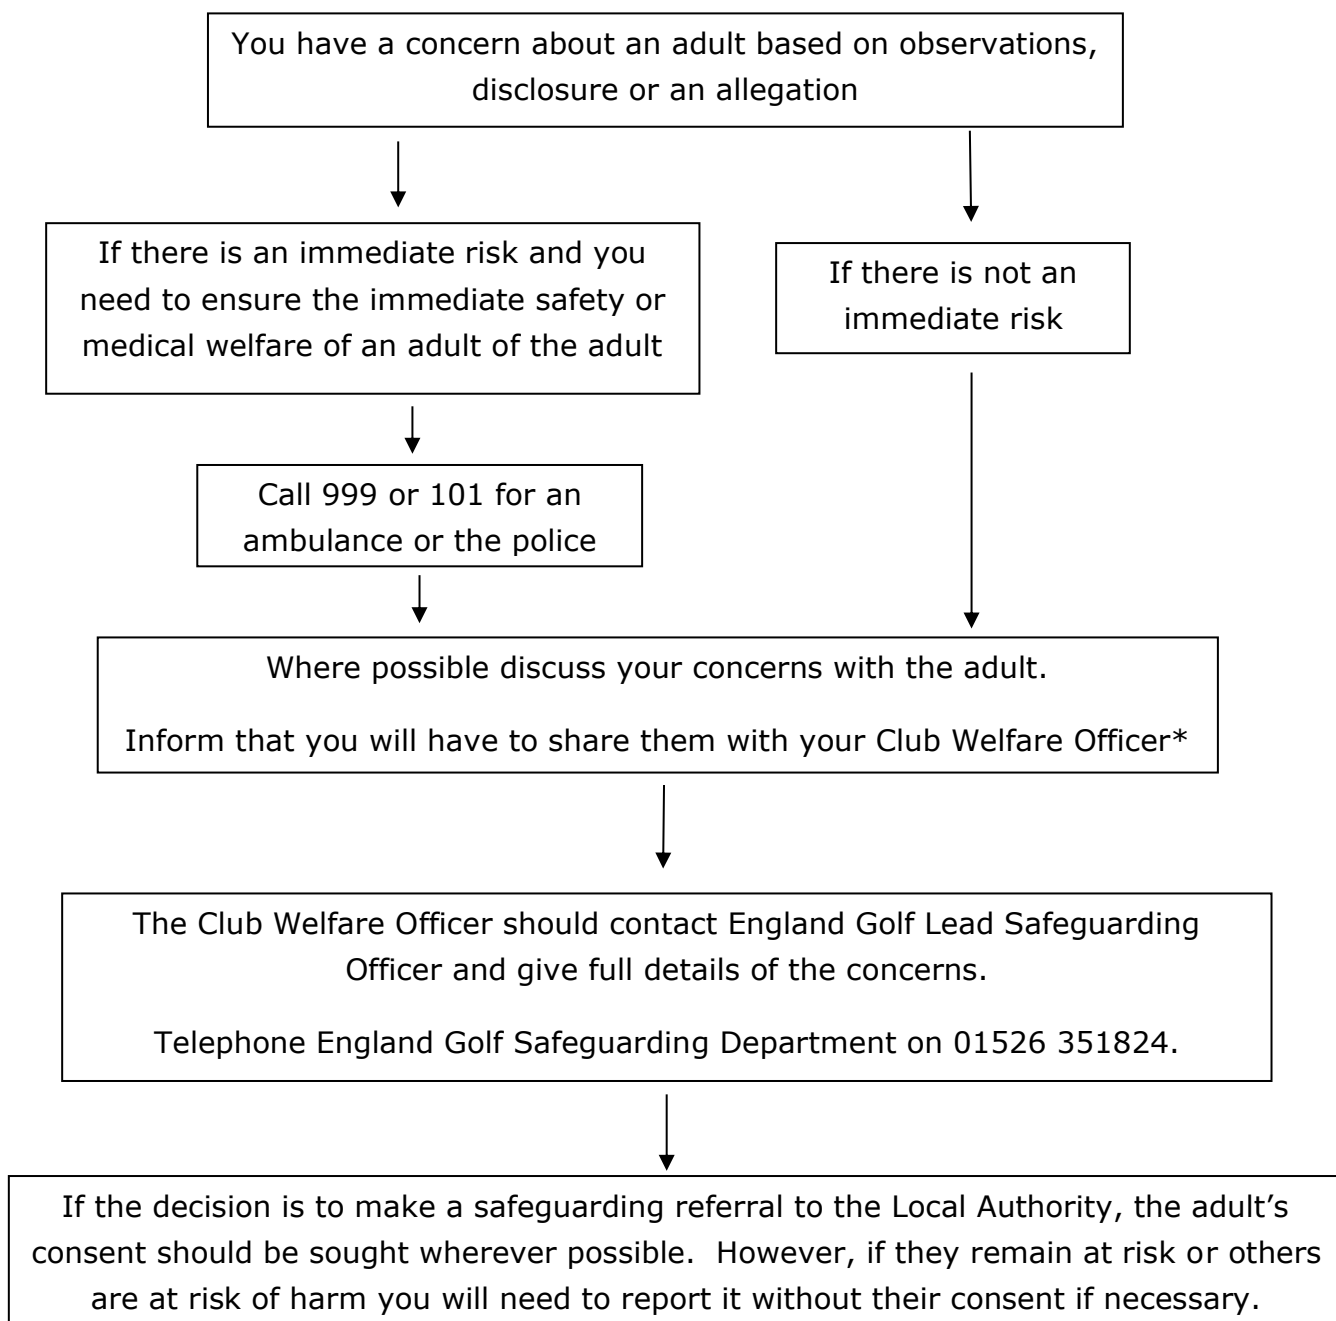 You have a concern about an adult based on observations,
disclosure or an allegation
If there is an immediate risk and you
need to ensure the immediate safety or
medical welfare of an adult of the adult
If there is not an
immediate risk
Call 999 or 101 for an
ambulance or the police
Where possible discuss your concerns with the adult.
Inform that you will have to share them with your Club Welfare Officer*
The Club Welfare Officer should contact England Golf Lead Safeguarding
Officer and give full details of the concerns.
Telephone England Golf Safeguarding Department on 01526 351824.
If the decision is to make a safeguarding referral to the Local Authority, the adult’s
consent should be sought wherever possible.  However, if they remain at risk or others
are at risk of harm you will need to report it without their consent if necessary.